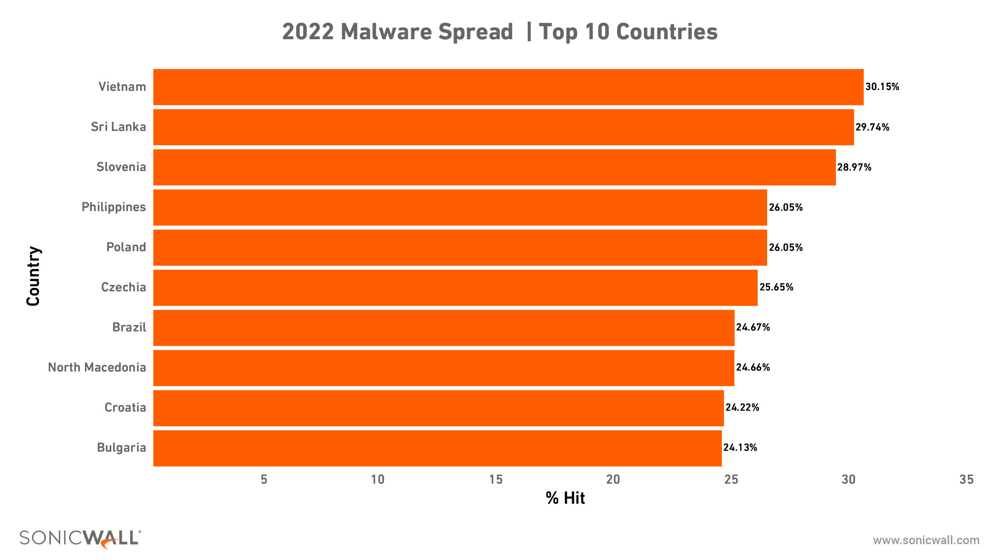 2022 Malware Spread | Top 10 Countries
Vietnam 30.15%
Sri Lanka 29.74%
Slovenia 28.97%
Philippines 26.05%
Poland 26.05%
Czechia 25.65%
Brazil 24.67%
North Macedonia 24.66%
Croatia 24.22%
Bulgaria 24.13%
Country
5 10 15 20 25 30 35
% Hit
SONICWALL®
www.sonicwall.com